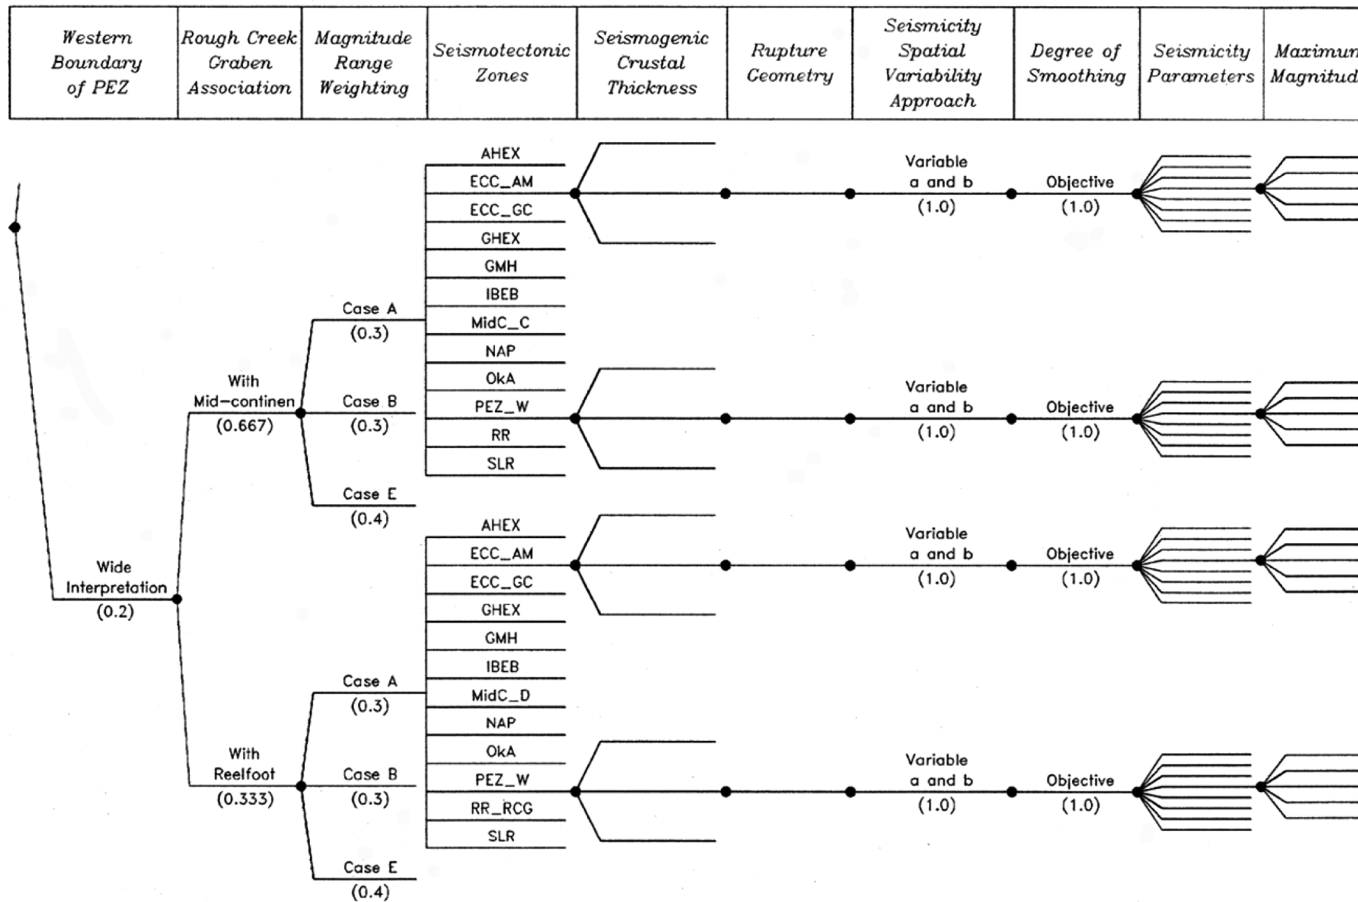 Western
Boundary
of PEZ
Rough Creek
Graben
Association
Magnitude
Range
Weighting
Seismotectonic
Zones
Seismogenic
Crustal
Thickness
Rupture
Geometry
Seismicity
Spatial
Variability
Approach
Degree of
Smoothing
Seismicity
Parameters
Maximum
Magnitud
Wide
Interpretation
(0.2)
With
Mid-continen
(0.667)
Case A
(0.3)
Case B
(0.3)
Case E
(0.4)
AHEX
ECC_AM
ECC_GC
GHEX
GMH
IBEB
MidC_C
NAP
OkA
PEZ_W
RR
SLR
Variable
a and b
(1.0)
Objective
(1.0)
Variable
a and b
(1.0)
Objective
(1.0)
With
Reelfoot
(0.333)
Case A
(0.3)
Case B
(0.3)
Case E
(0.4)
AHEX
ECC_AM
ECC_GC
GHEX
GMH
IBEB
MidC_D
NAP
OkA
PEZ_W
RR_RCG
SLR
Variable
a and b
(1.0)
Objective
(1.0)
Variable
a and b
(1.0)
Objective
(1.0)